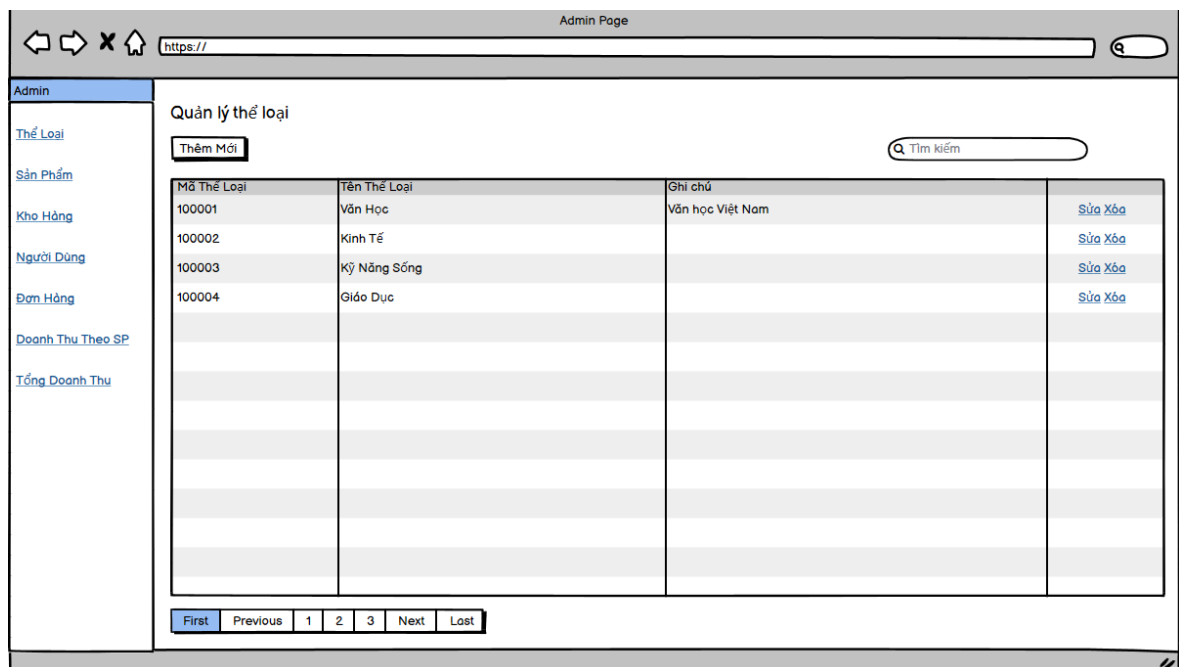 Admin Page
https://
Admin
Thể Loại
Sản Phẩm
Kho Hàng
Người Dùng
Đơn Hàng
Doanh Thu Theo SP
Tổng Doanh Thu
Quản lý thể loại
Thêm Mới
Tìm kiếm
Mã Thể Loại Tên Thể Loại Ghi chú
100001 Văn Học Văn học Việt Nam Sửa Xóa
100002 Kinh Tế Sửa Xóa
100003 Kỹ Năng Sống Sửa Xóa
100004 Giáo Dục Sửa Xóa
First Previous 1 2 3 Next Last